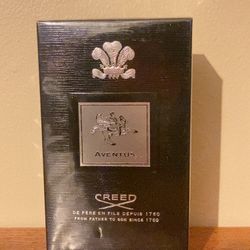 AVENTUS
CREED
DE PÈRE EN FILS DEPUIS 1760
FROM FATHER TO SON SINCE 1760